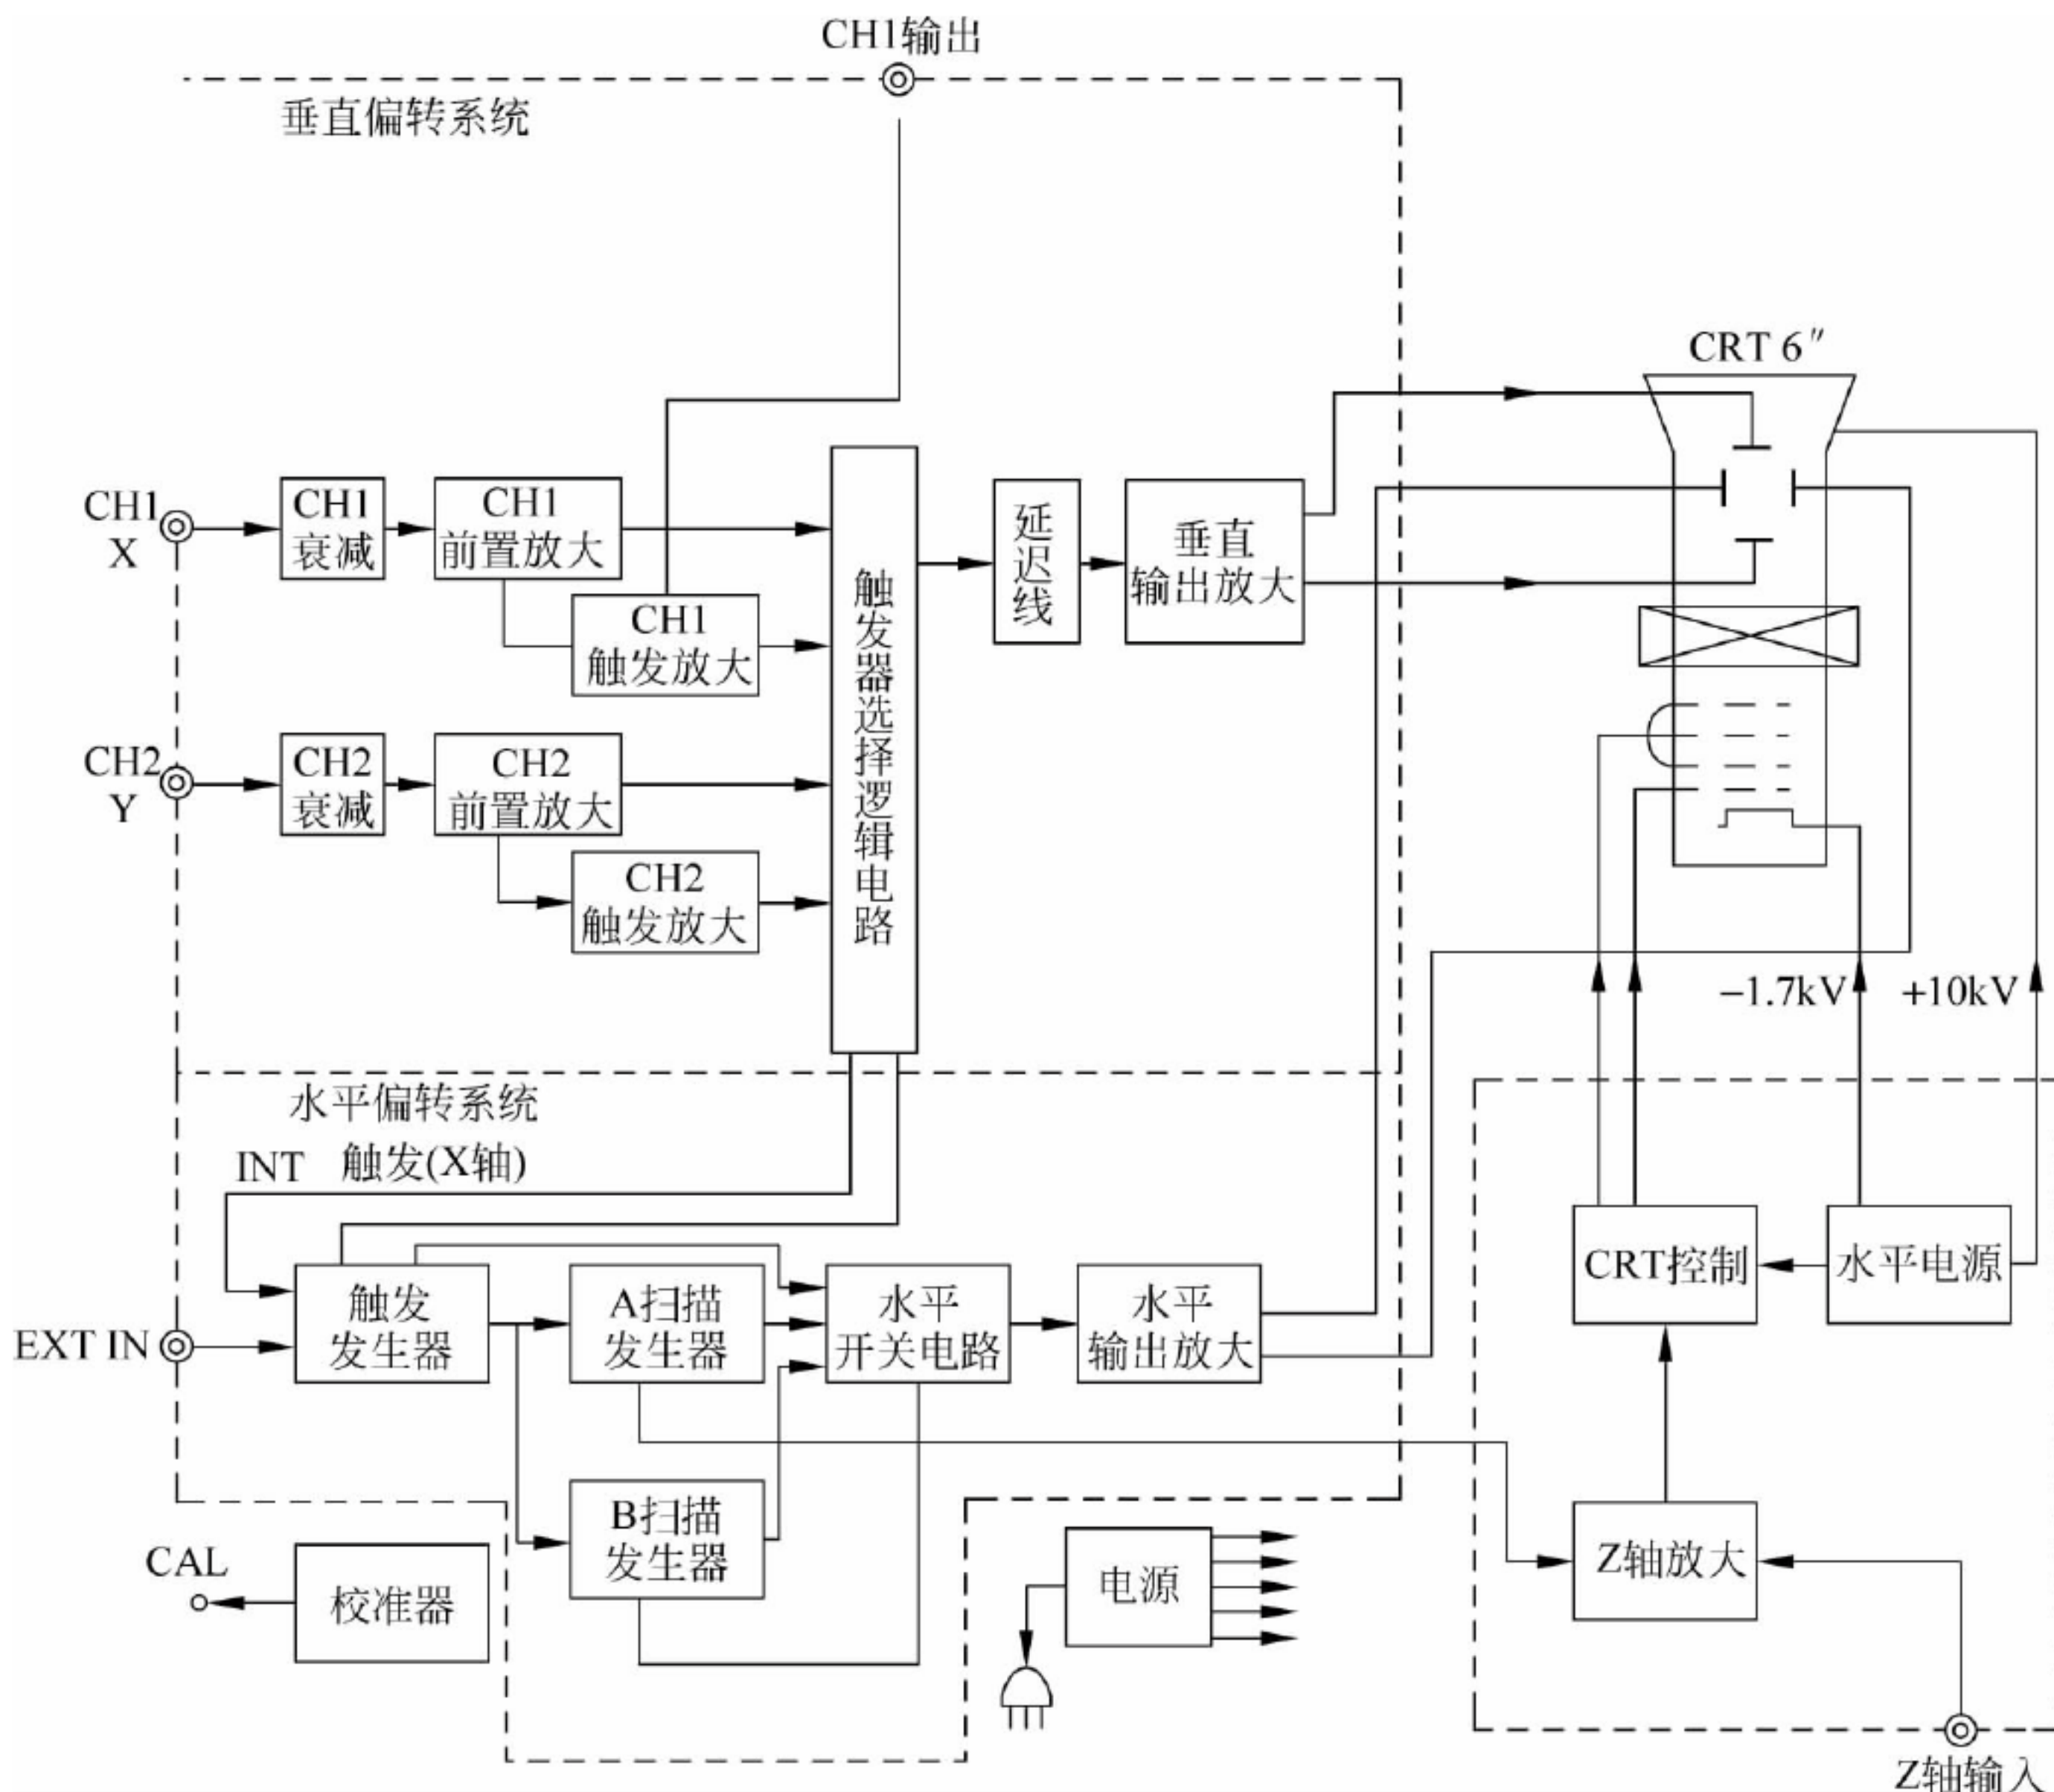 CH1输出
垂直偏转系统
CRT 6″
CH1
X
CH1
衰减
CH1
前置放大
CH1
触发放大
触发器选择逻辑电路
延迟线
垂直
输出放大
CH2
Y
CH2
衰减
CH2
前置放大
CH2
触发放大
−1.7kV
+10kV
水平偏转系统
INT 触发(X轴)
EXT IN
触发
发生器
A扫描
发生器
水平
开关电路
水平
输出放大
CRT控制
水平电源
B扫描
发生器
CAL
校准器
电源
Z轴放大
Z轴输入